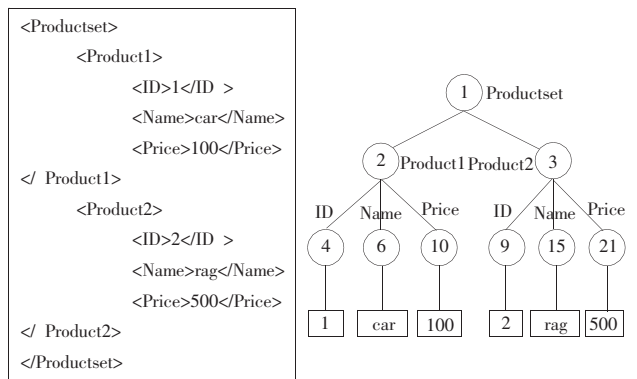 <Productset>
<Product1>
<ID>1</ID >
<Name>car</Name>
<Price>100</Price>
</ Product1>
<Product2>
<ID>2</ID >
<Name>rag</Name>
<Price>500</Price>
</ Product2>
</Productset>
1 Productset
2 Product1 Product2 3
ID Name Price ID Name Price
4 6 10 9 15 21
1 car 100 2 rag 500